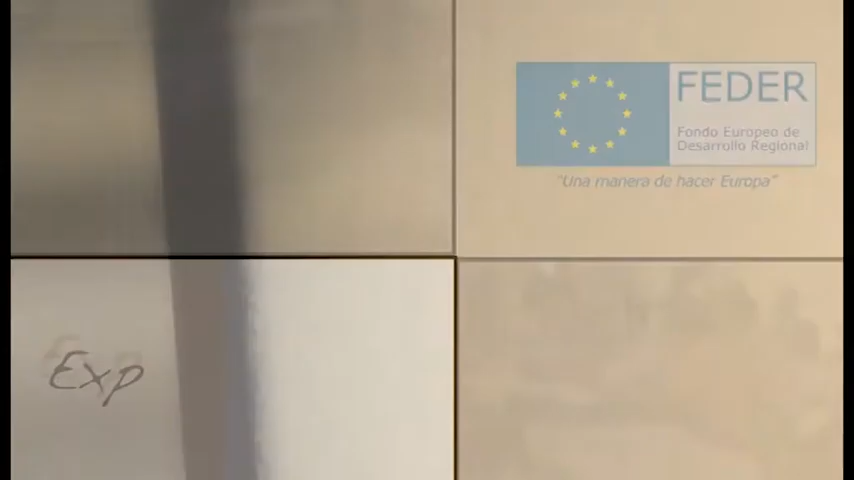 FEDER
Fondo Europeo de
Desarrollo Regional
"Una manera de hacer Europa"
Exp